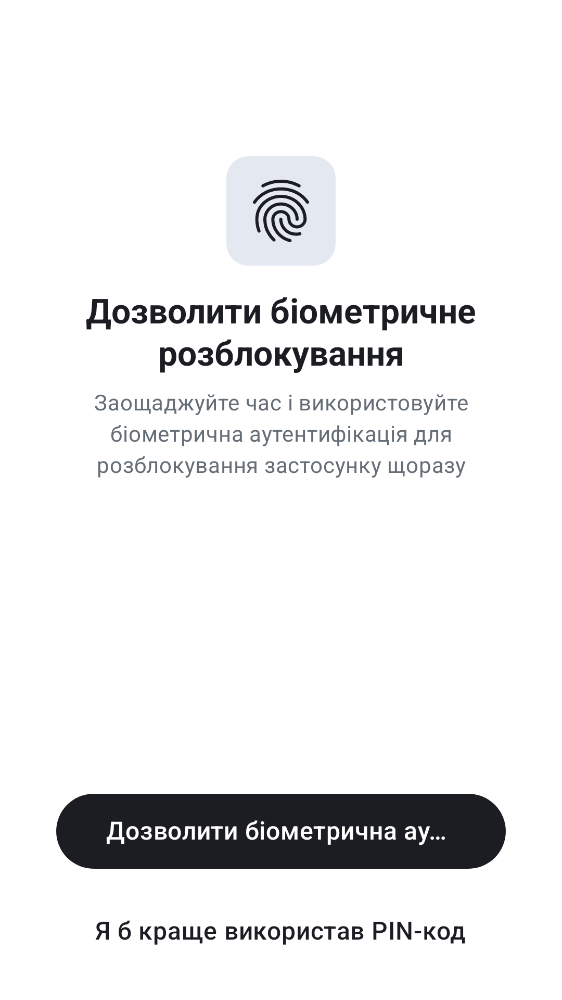 Дозволити біометричне
розблокування
Заощаджуйте час і використовуйте
біометрична аутентифікація для
розблокування застосунку щоразу
Дозволити біометрична ау…
Я б краще використав PIN-код